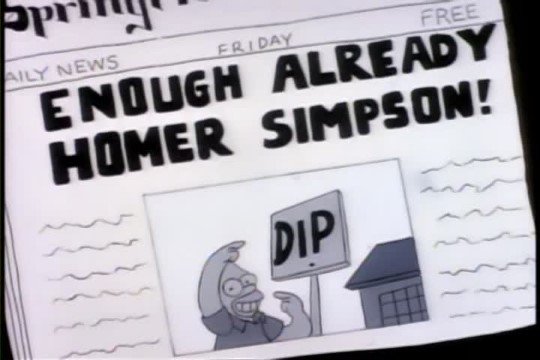 AILY NEWS FRIDAY FREE
ENOUGH ALREADY
HOMER SIMPSON!
DIP